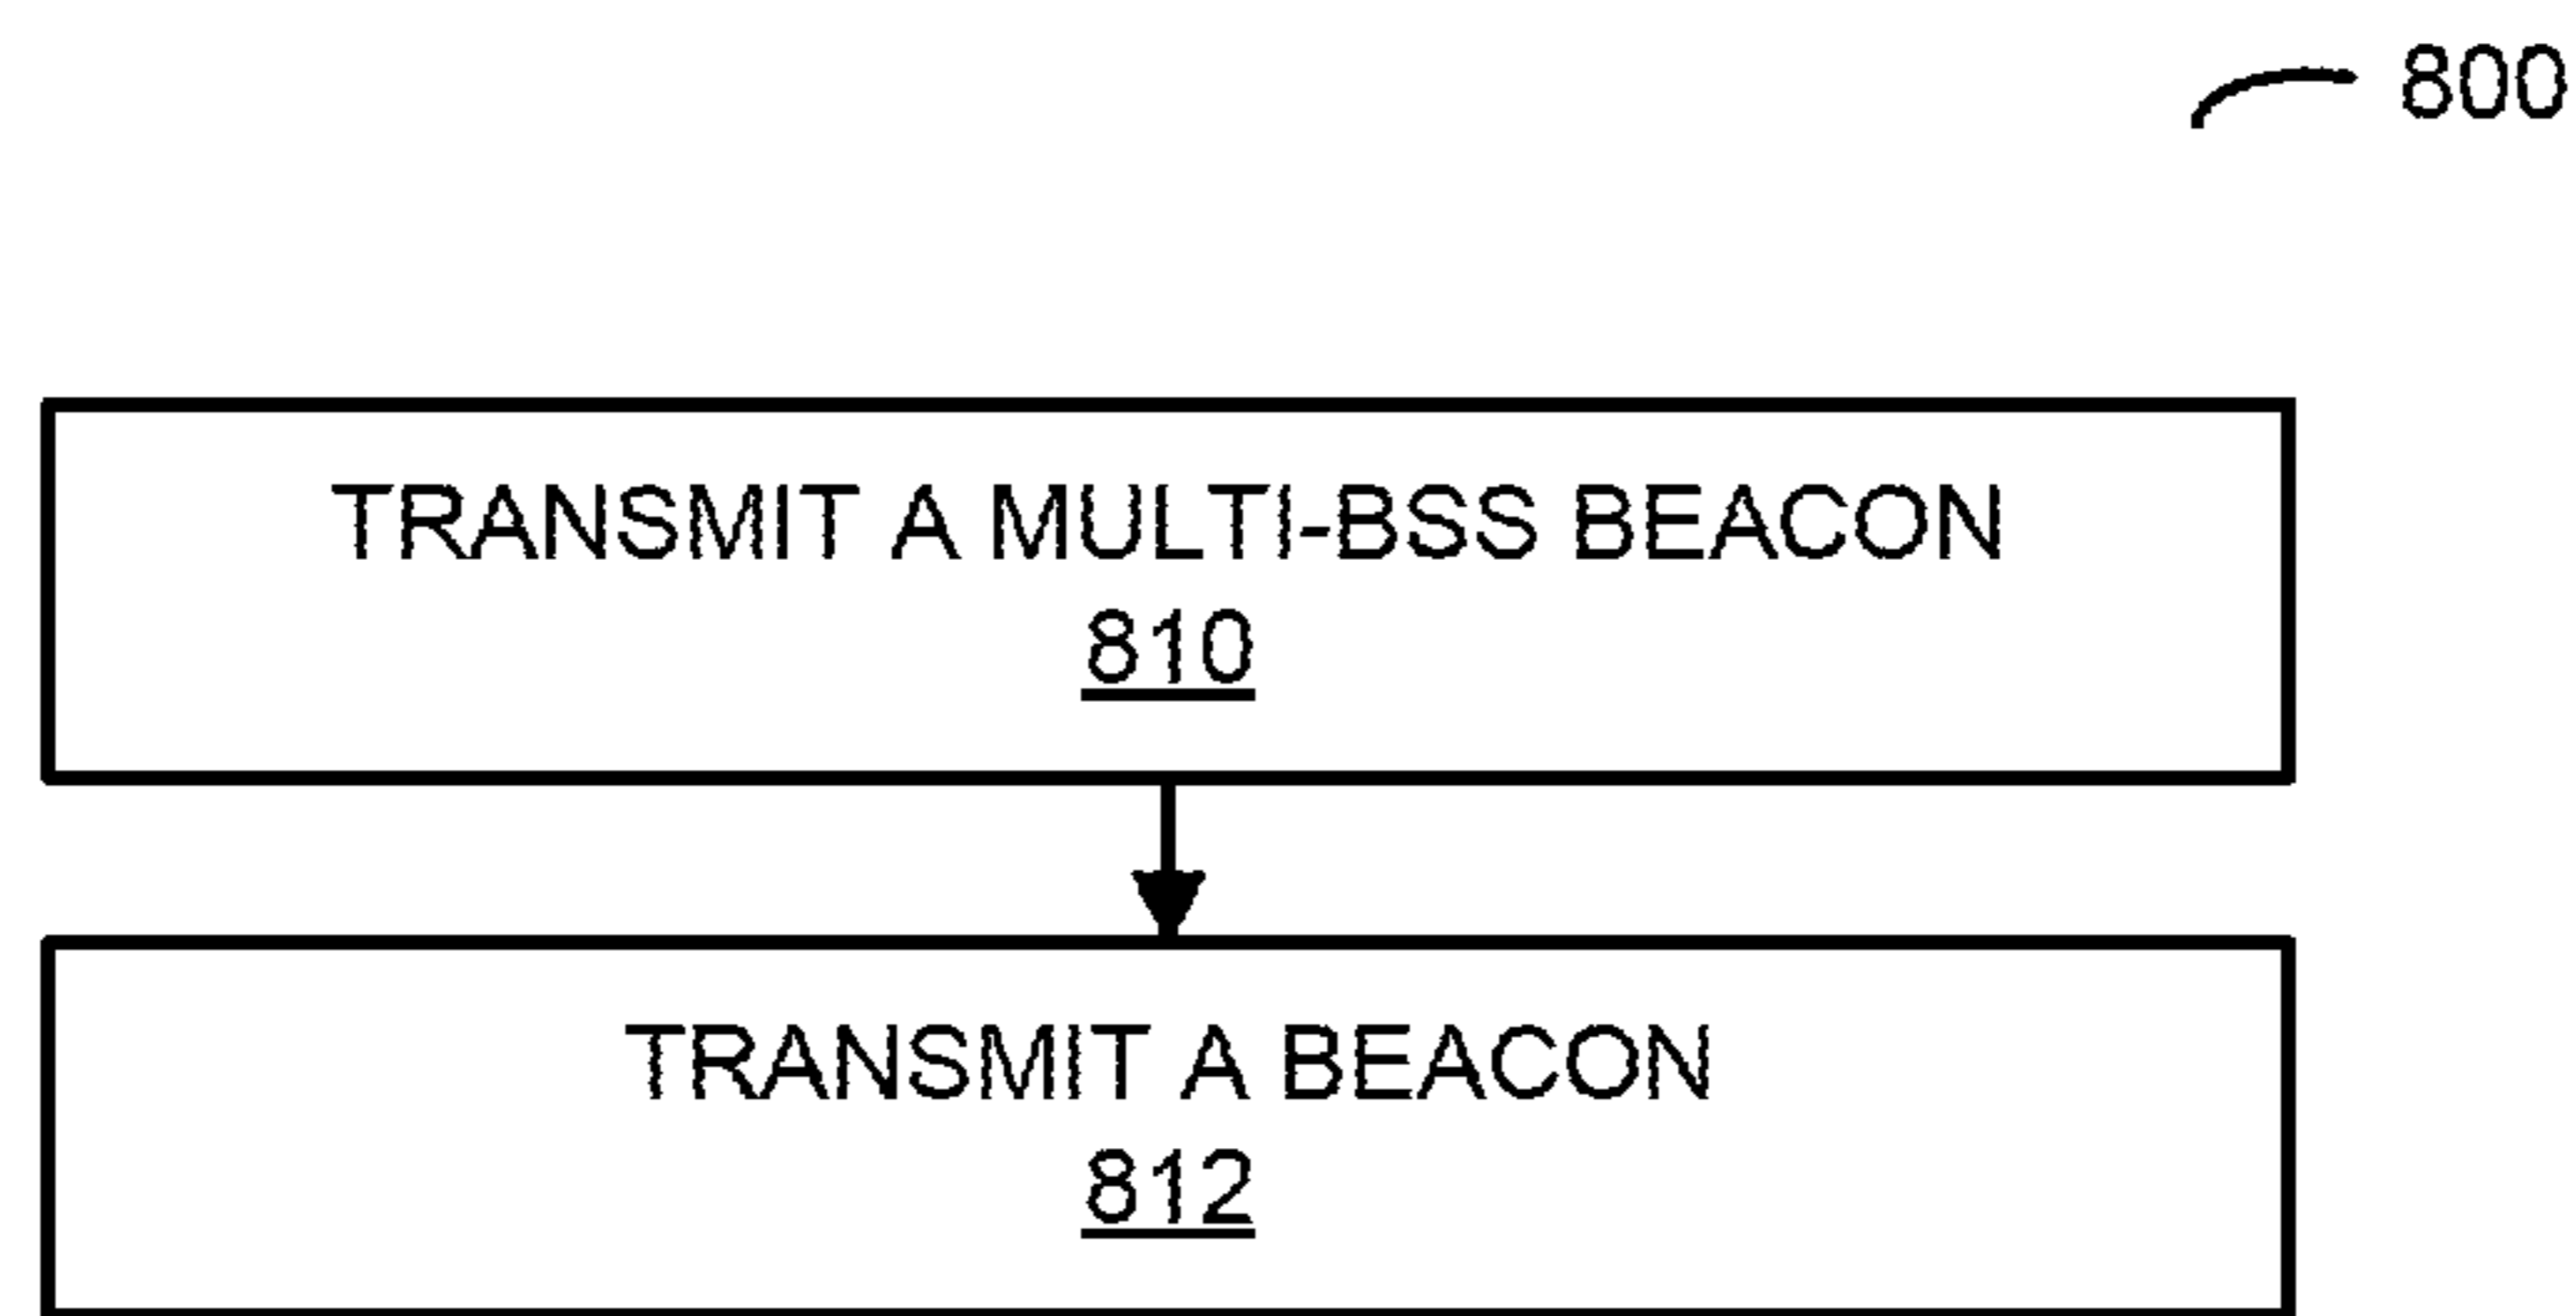 800
TRANSMIT A MULTI-BSS BEACON
810
TRANSMIT A BEACON
812